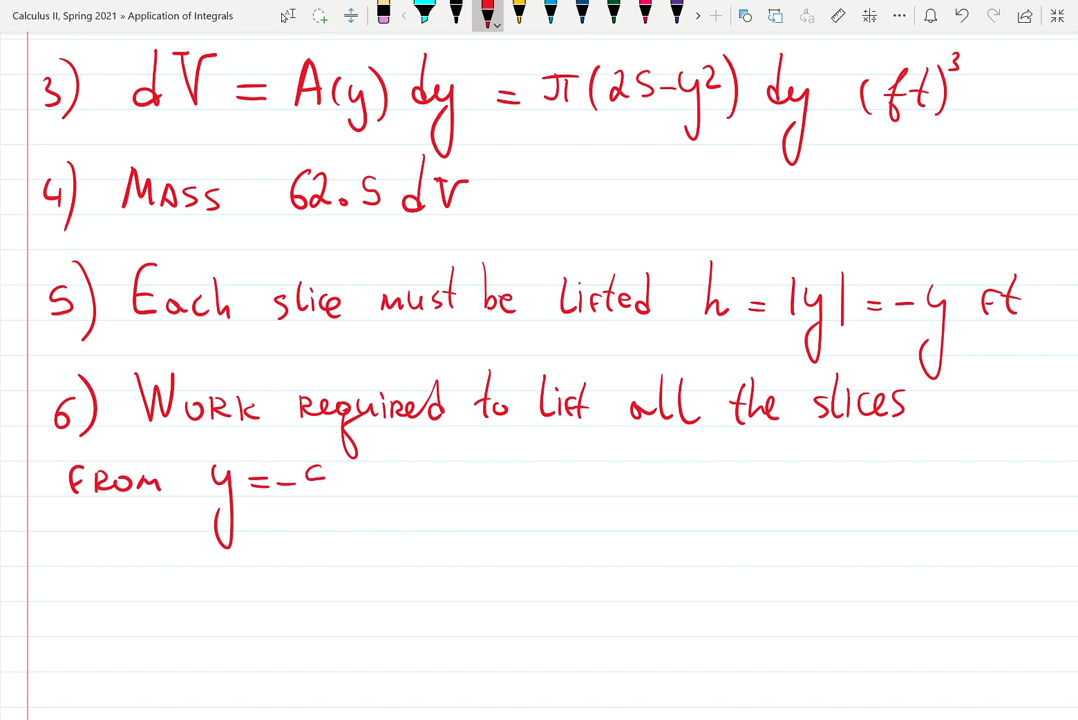 Calculus II, Spring 2021 » Application of Integrals
3) dV = A(y) dy = π(25-y²) dy (ft)³
4) MASS 62.5 dV
5) Each slice must be lifted h = |y| = -y ft
6) WORK REQUIRED to lift all the slices
FROM y = -